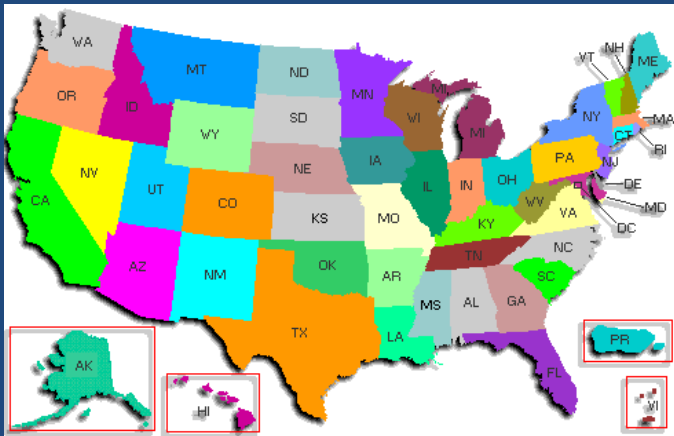 WA
MT
ND
MN
MI
VT
NH
ME
OR
ID
SD
WI
MI
NY
MA
WY
CT
RI
NV
NE
IA
PA
NJ
CA
UT
CO
IL
IN
OH
DE
MD
DC
KS
MO
KY
WV
VA
AZ
NM
OK
AR
TN
NC
SC
TX
LA
MS
AL
GA
FL
AK
HI
PR
VI